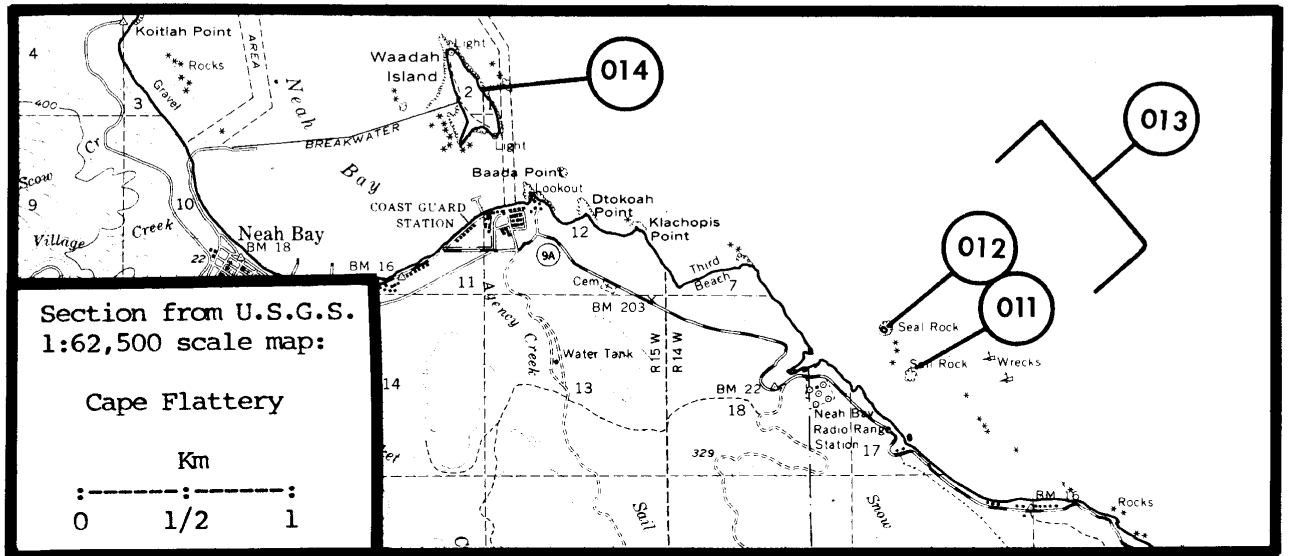 Koitlah Point
Rocks
Gravel
AREA
Neah
Bay
Waadah
Island
Light
2
014
013
4
3
400
Cr
Scow
9
10
BREAKWATER
Light
Baada Point
Lookout
COAST GUARD
STATION
Dtokoah
Point
12
Klachopis
Point
Village
Creek
Neah Bay
BM 18
22
BM 16
9A
11
Agency
Creek
Cem
BM 203
Third
Beach
7
012
011
Seal Rock
Rock
Wrecks
R 15 W
R 14 W
Water Tank
13
14
BM 22
18
Neah Bay
Radio Range
Station
17
329
Sail
Snow
BM 16
Rocks
Section from U.S.G.S.
1:62,500 scale map:
Cape Flattery
Km
0 1/2 1